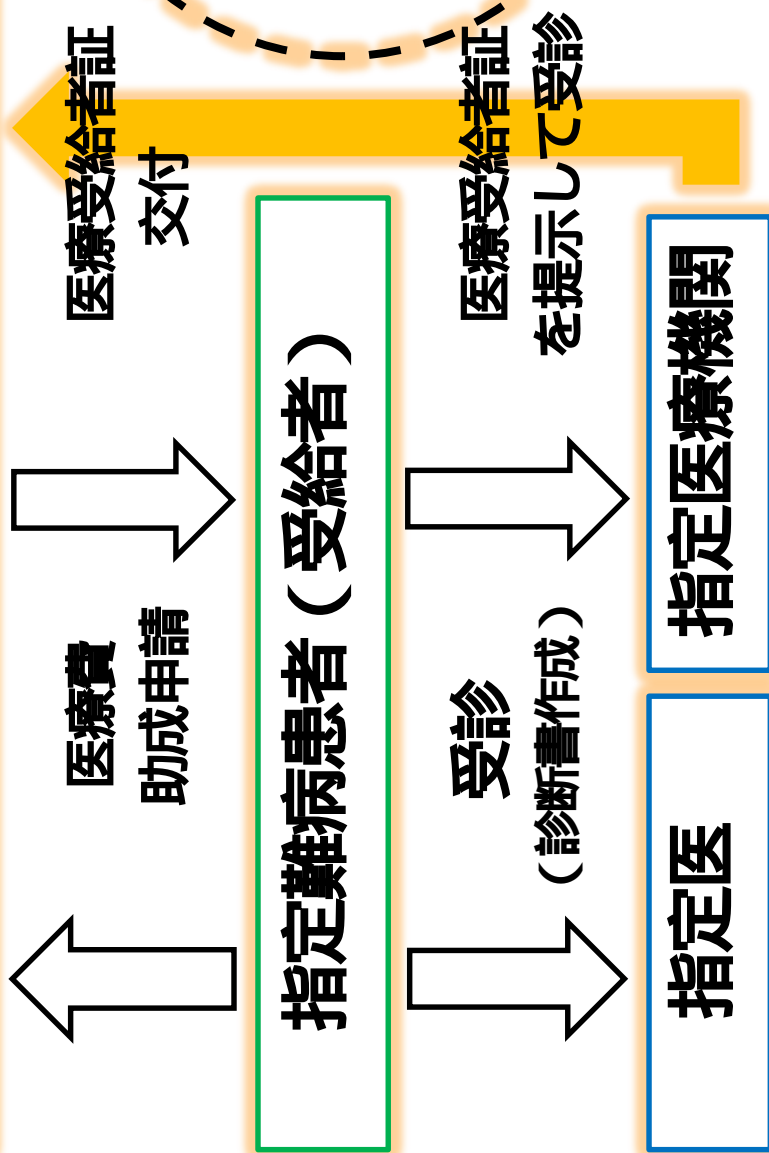 医療費
助成申請
医療受給者証
交付
指定難病患者（受給者）
受診
（診断書作成）
医療受給者証
を提示して受診
指定医
指定医療機関